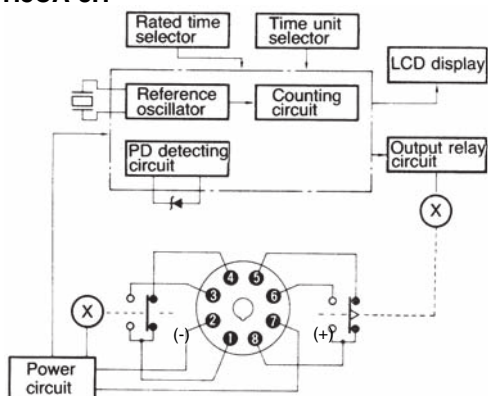 Rated time
selector
Time unit
selector
LCD display
Reference
oscillator
Counting
circuit
PD detecting
circuit
Output relay
circuit
X
4
5
3
6
X
2
7
(-)
(+)
1
8
Power
circuit